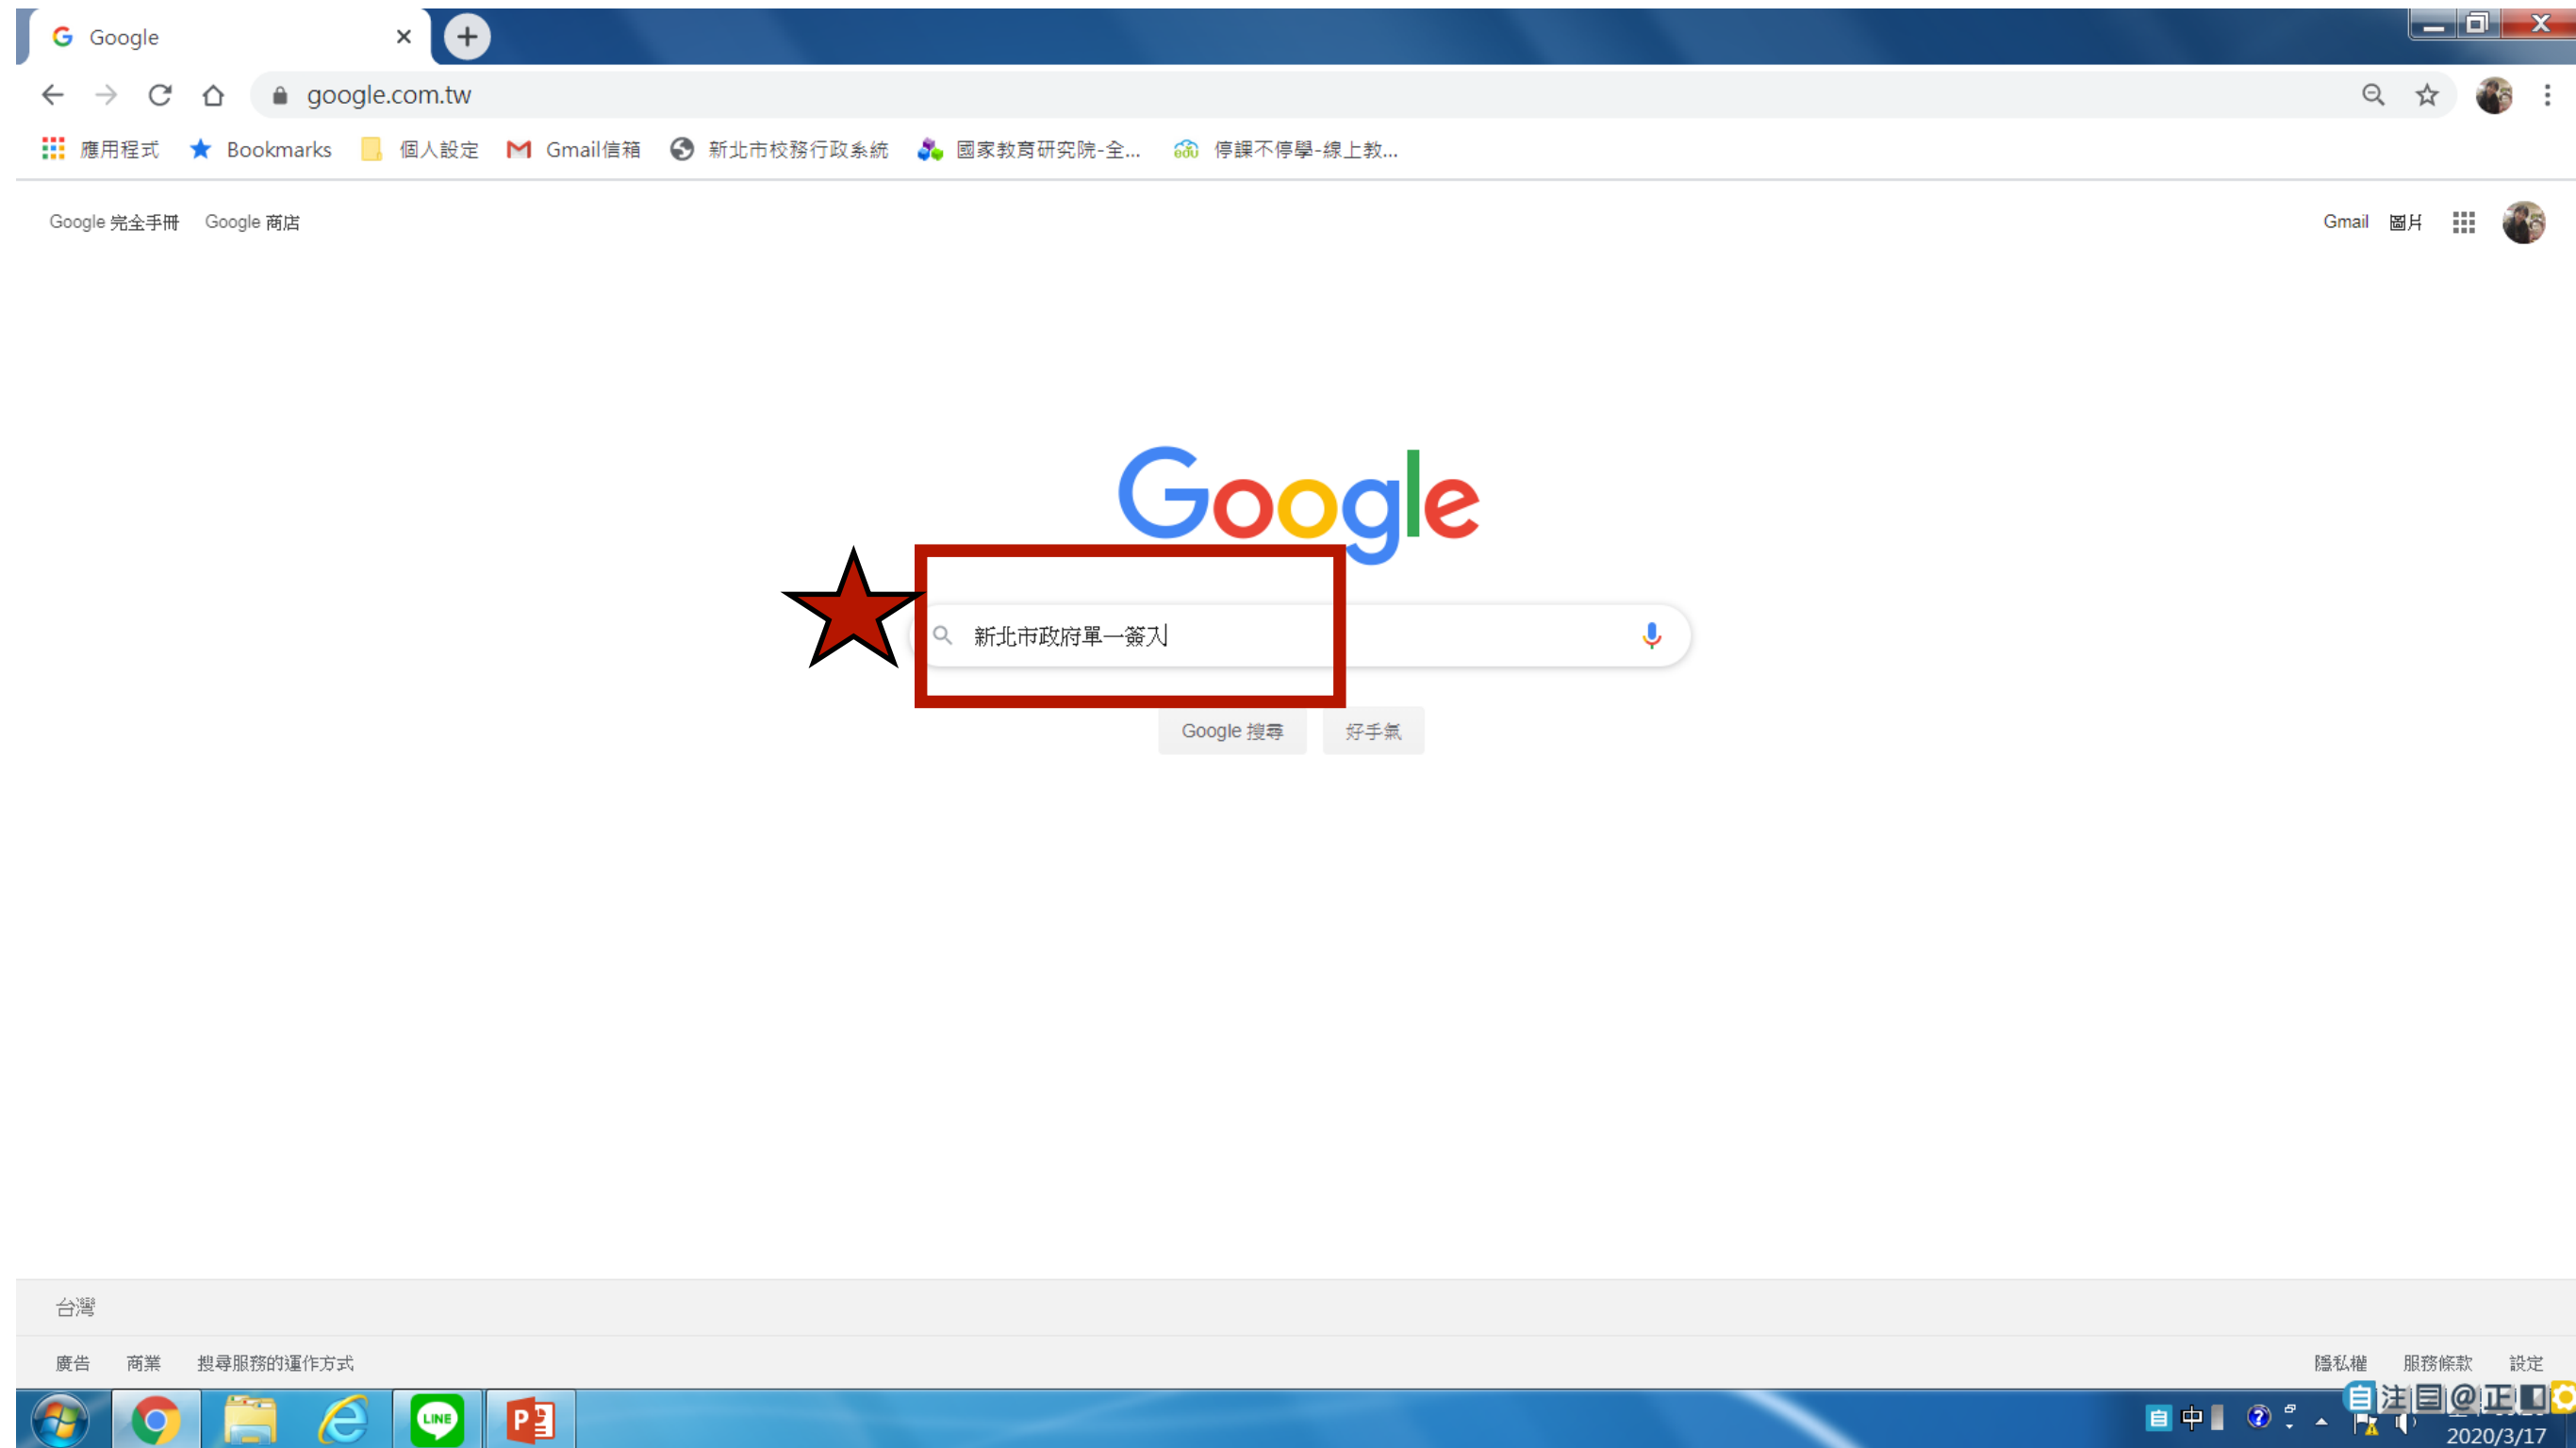 Google
google.com.tw
應用程式 Bookmarks 個人設定 Gmail信箱 新北市校務行政系統 國家教育研究院-全... 停課不停學-線上教...
Google 完全手冊 Google 商店 Gmail 圖片
Google
新北市政府單一簽入
Google 搜尋 好手氣
台灣
廣告 商業 搜尋服務的運作方式 隱私權 服務條款 設定
LINE
自 中
自 注 @ 正
2020/3/17